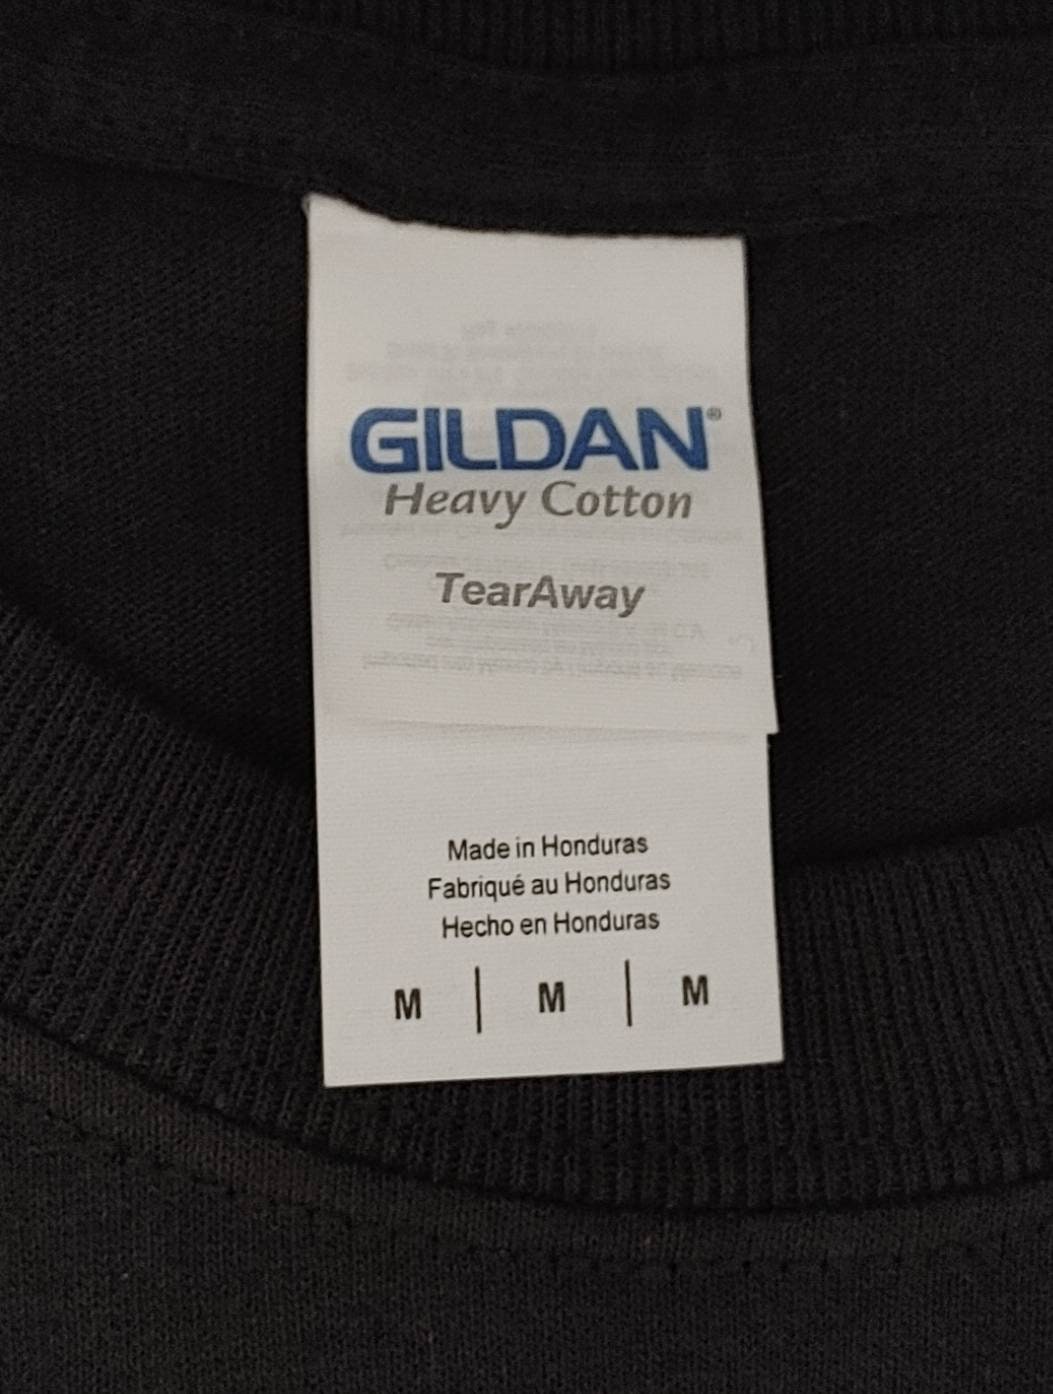 GILDAN®
Heavy Cotton
TearAway
Made in Honduras
Fabriqué au Honduras
Hecho en Honduras
M | M | M